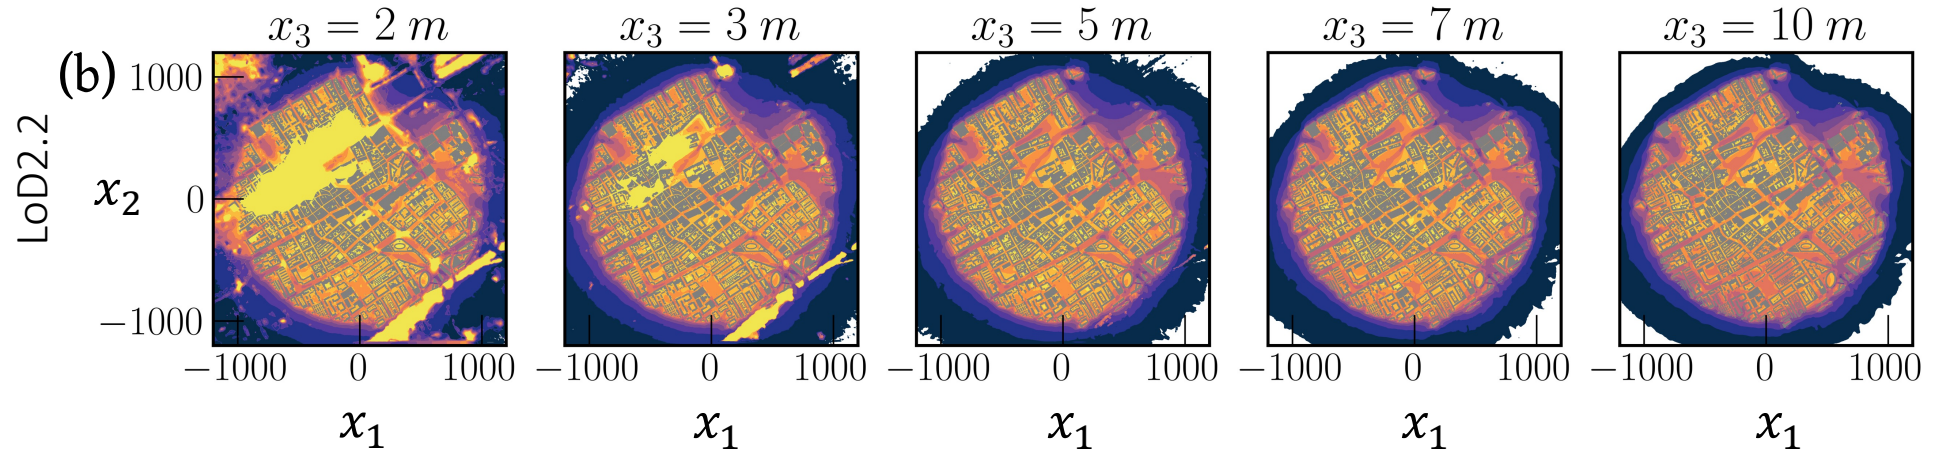 x₃ = 2 m x₃ = 3 m x₃ = 5 m x₃ = 7 m x₃ = 10 m
(b)
LoD2.2
x₂
1000
0
−1000
−1000 0 1000 −1000 0 1000 −1000 0 1000 −1000 0 1000 −1000 0 1000
x₁ x₁ x₁ x₁ x₁